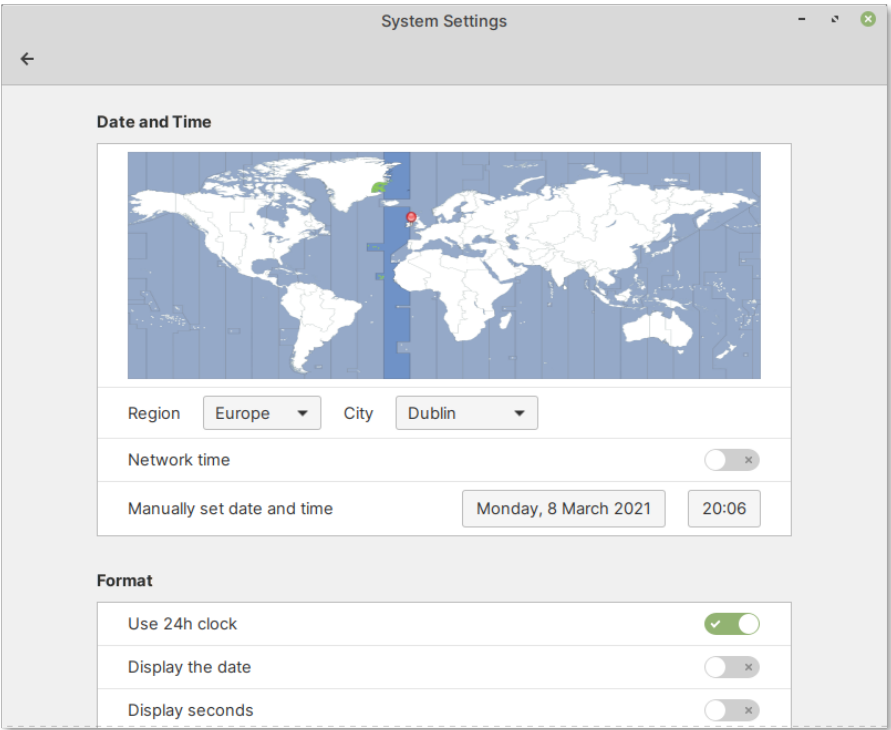 System Settings
Date and Time
Region Europe City Dublin
Network time
Manually set date and time Monday, 8 March 2021 20:06
Format
Use 24h clock
Display the date
Display seconds